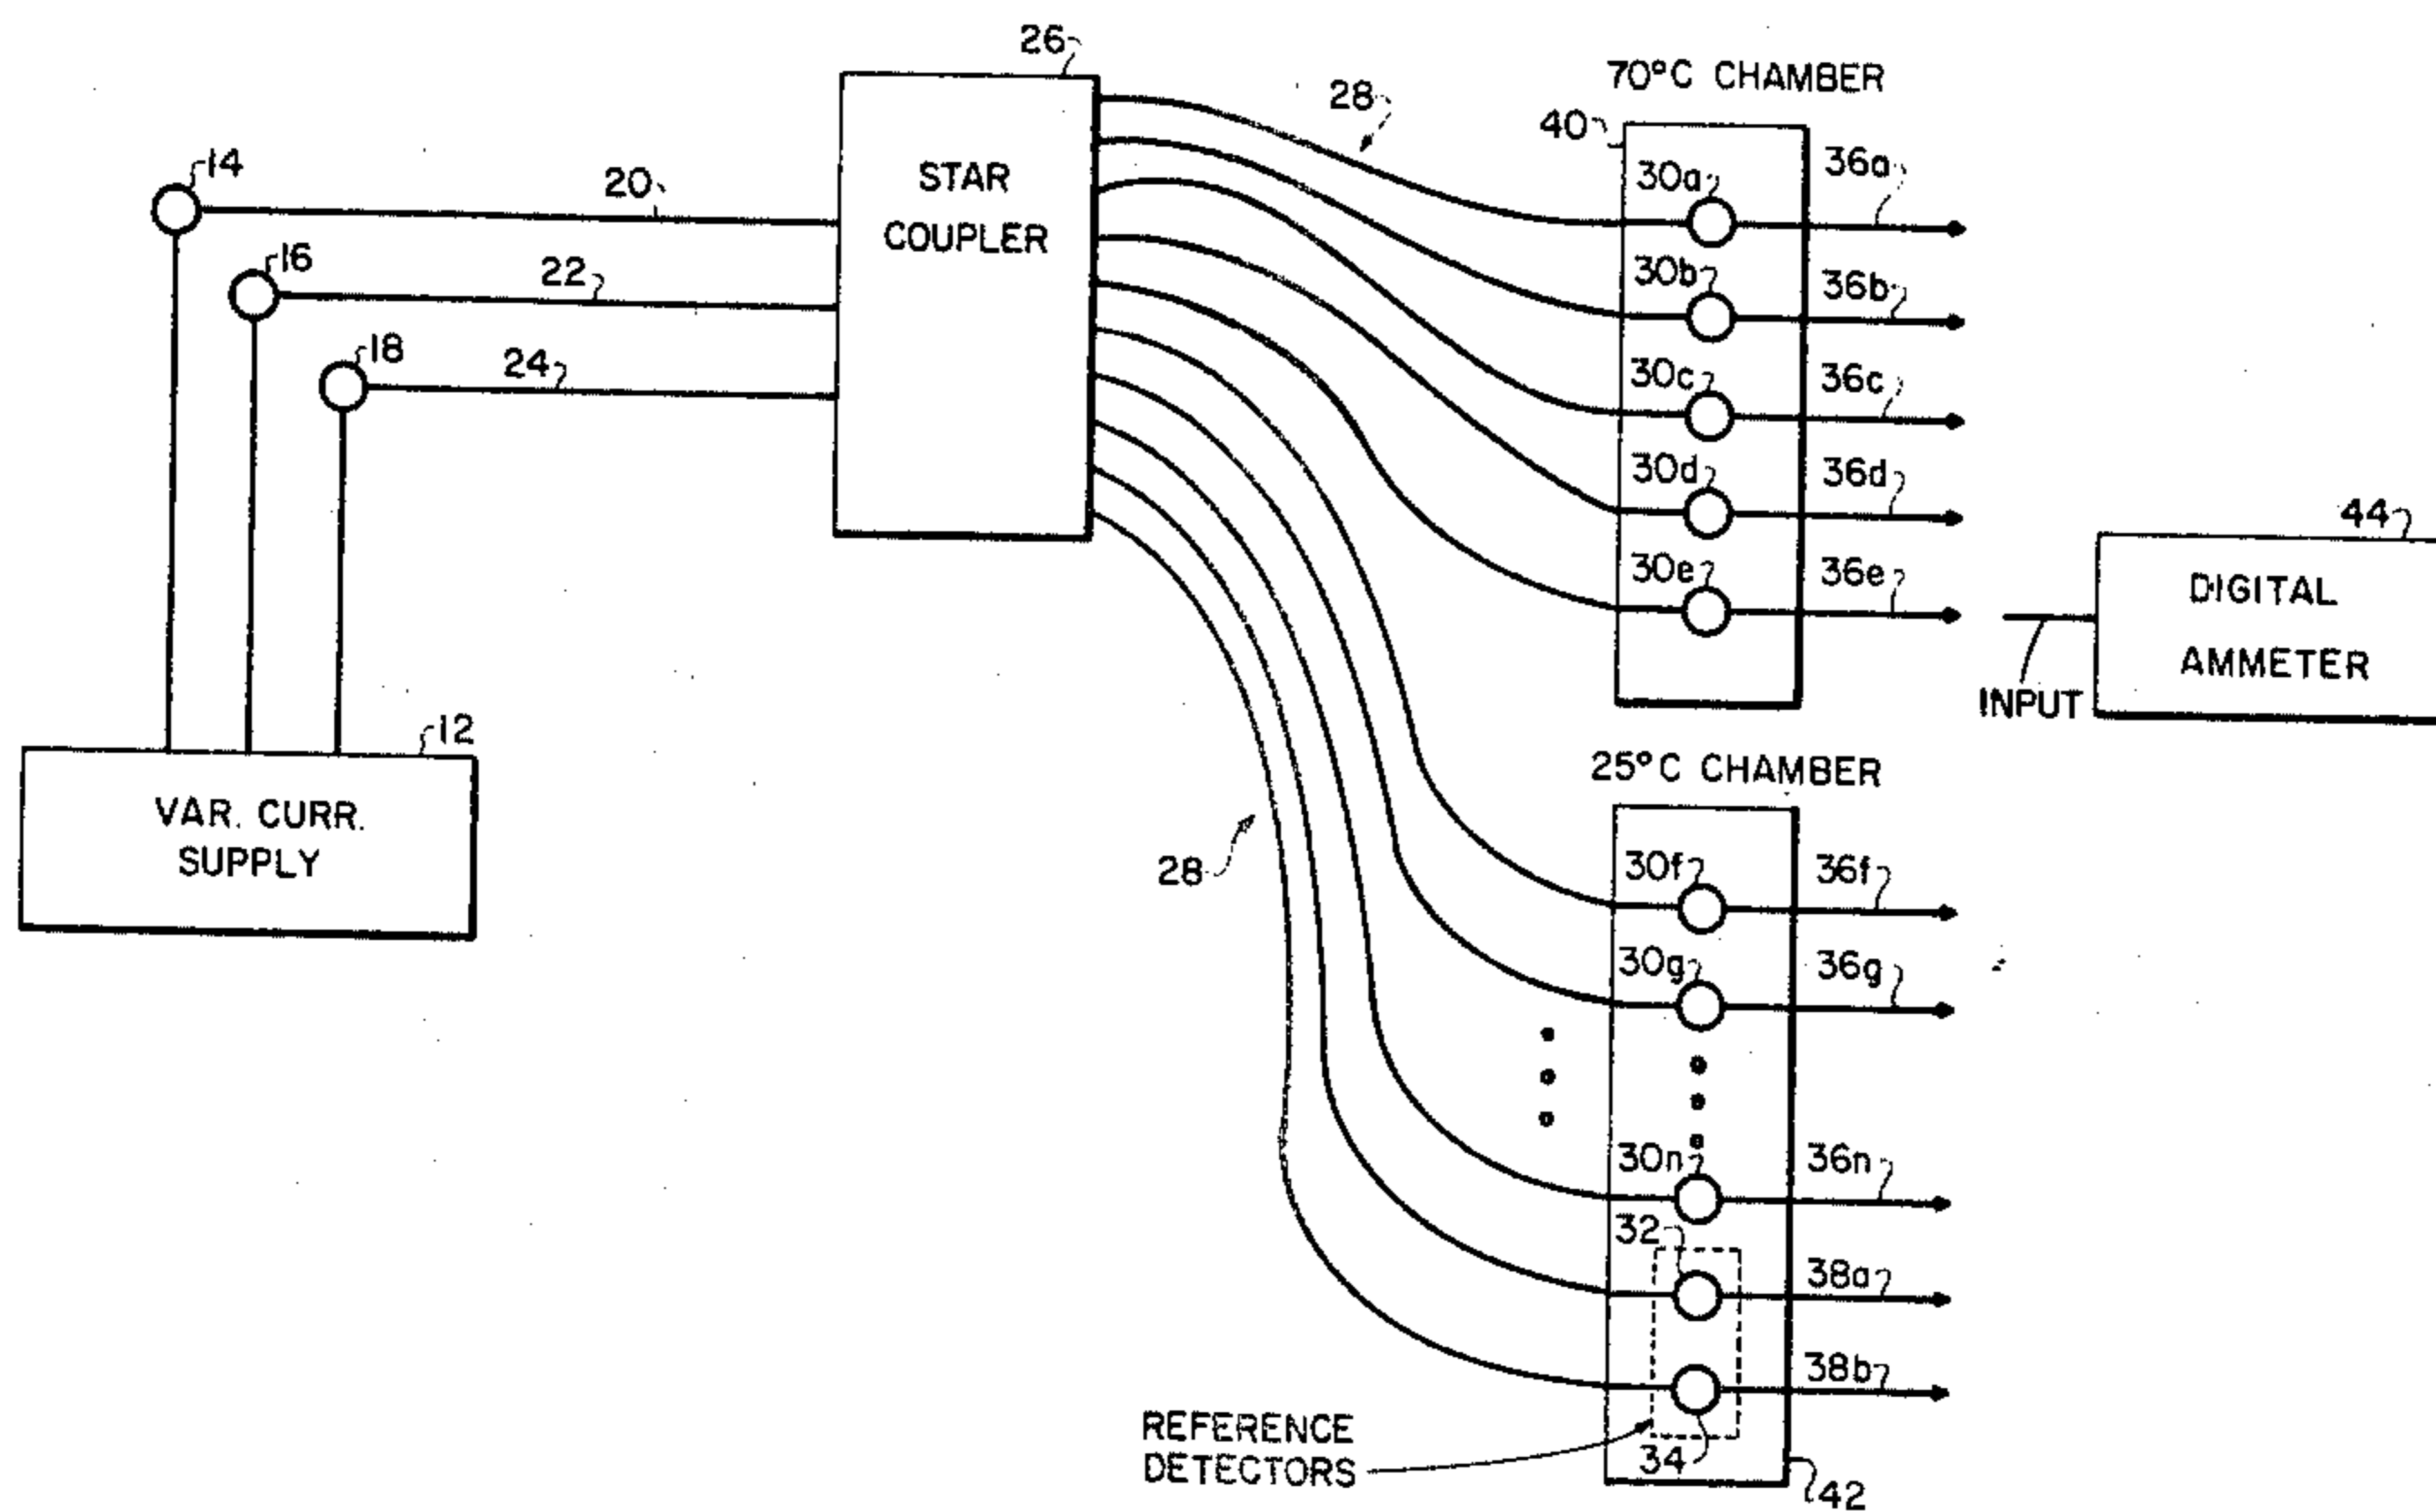 26
28
70°C CHAMBER
40
14
20
STAR
COUPLER
30a
36a
16
22
30b
36b
18
24
30c
36c
30d
36d
44
30e
36e
DIGITAL
AMMETER
INPUT
12
VAR. CURR.
SUPPLY
25°C CHAMBER
28
30f
36f
30g
36g
30n
36n
32
38a
38b
REFERENCE
DETECTORS
34
42